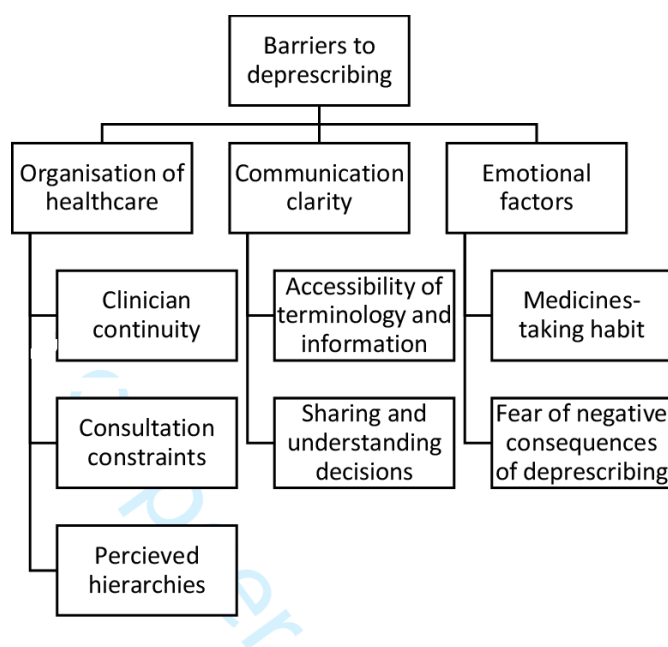 Barriers to
deprescribing
Organisation of
healthcare
Clinician
continuity
Consultation
constraints
Percieved
hierarchies
Communication
clarity
Accessibility of
terminology and
information
Sharing and
understanding
decisions
Emotional
factors
Medicines-
taking habit
Fear of negative
consequences
of deprescribing